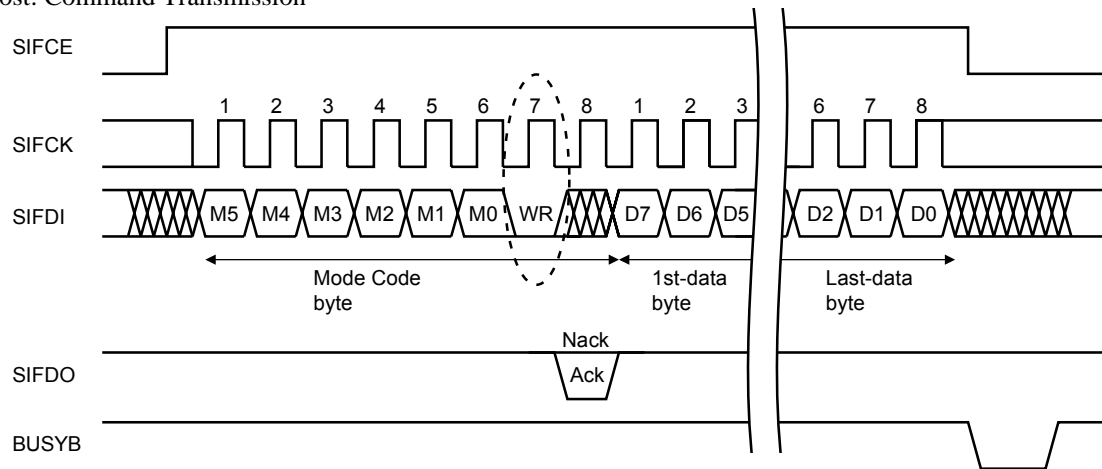 ost: Command Transmission
SIFCE
1 2 3 4 5 6 7 8 1 2 3 6 7 8
SIFCK
SIFDI M5 M4 M3 M2 M1 M0 WR D7 D6 D5 D2 D1 D0
Mode Code byte
1st-data byte
Last-data byte
Nack
SIFDO Ack
BUSYB